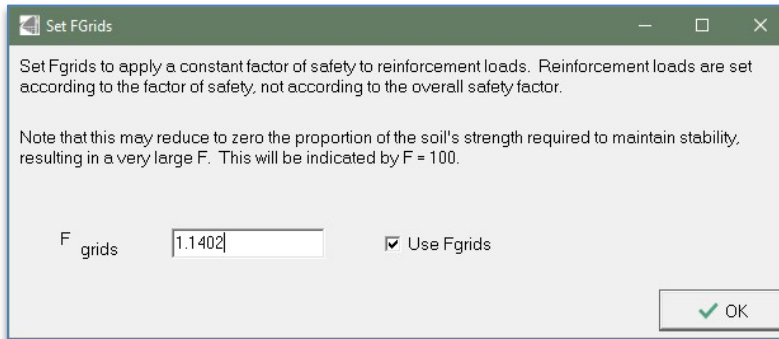 Set FGrids
Set Fgrids to apply a constant factor of safety to reinforcement loads. Reinforcement loads are set
according to the factor of safety, not according to the overall safety factor.
Note that this may reduce to zero the proportion of the soil's strength required to maintain stability,
resulting in a very large F. This will be indicated by F = 100.
F grids 1.1402 Use Fgrids
OK